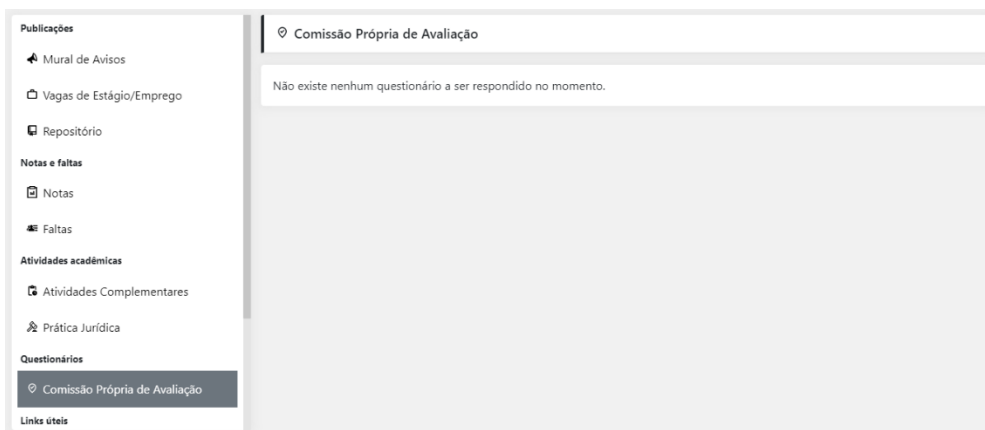 Publicações
Mural de Avisos
Vagas de Estágio/Emprego
Repositório
Notas e faltas
Notas
Faltas
Atividades acadêmicas
Atividades Complementares
Prática Jurídica
Questionários
Comissão Própria de Avaliação
Links úteis
Comissão Própria de Avaliação
Não existe nenhum questionário a ser respondido no momento.